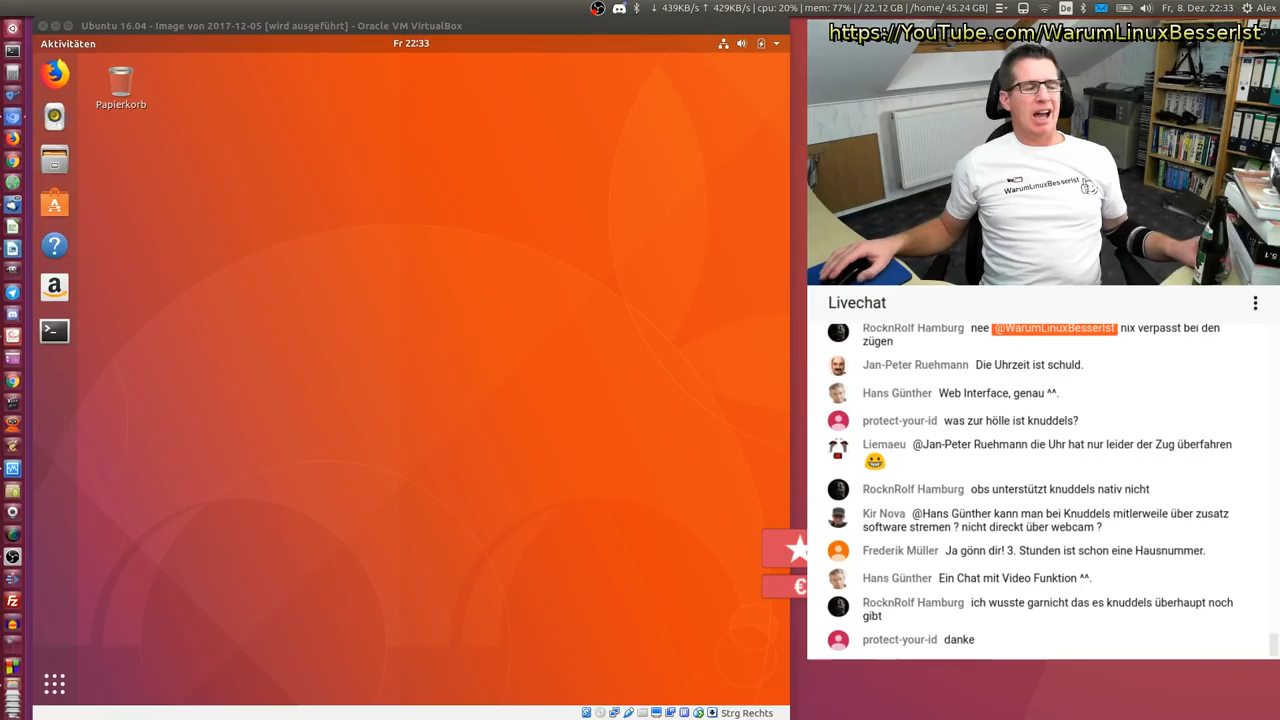 439KB/s 429KB/s cpu: 20% mem: 77% // 22.12 GB /home/ 45.24 GB De Fr, 8. Dez. 22:33 Alex
Ubuntu 16.04 - Image von 2017-12-05 [wird ausgeführt] - Oracle VM VirtualBox
Aktivitäten Fr 22:33
Papierkorb
https://YouTube.com/WarumLinuxBesserIst
WarumLinuxBesserIst
5.1
Livechat
RocknRolf Hamburg nee @WarumLinuxBesserIst nix verpasst bei den
zügen
Jan-Peter Ruehmann Die Uhrzeit ist schuld.
Hans Günther Web Interface, genau ^^.
protect-your-id was zur hölle ist knuddels?
Liemaeu @Jan-Peter Ruehmann die Uhr hat nur leider der Zug überfahren
RocknRolf Hamburg obs unterstützt knuddels nativ nicht
Kir Nova @Hans Günther kann man bei Knuddels mitlerweile über zusatz
software stremen ? nicht direckt über webcam ?
Frederik Müller Ja gönn dir! 3. Stunden ist schon eine Hausnummer.
Hans Günther Ein Chat mit Video Funktion ^^.
RocknRolf Hamburg ich wusste garnicht das es knuddels überhaupt noch
gibt
protect-your-id danke
Strg Rechts